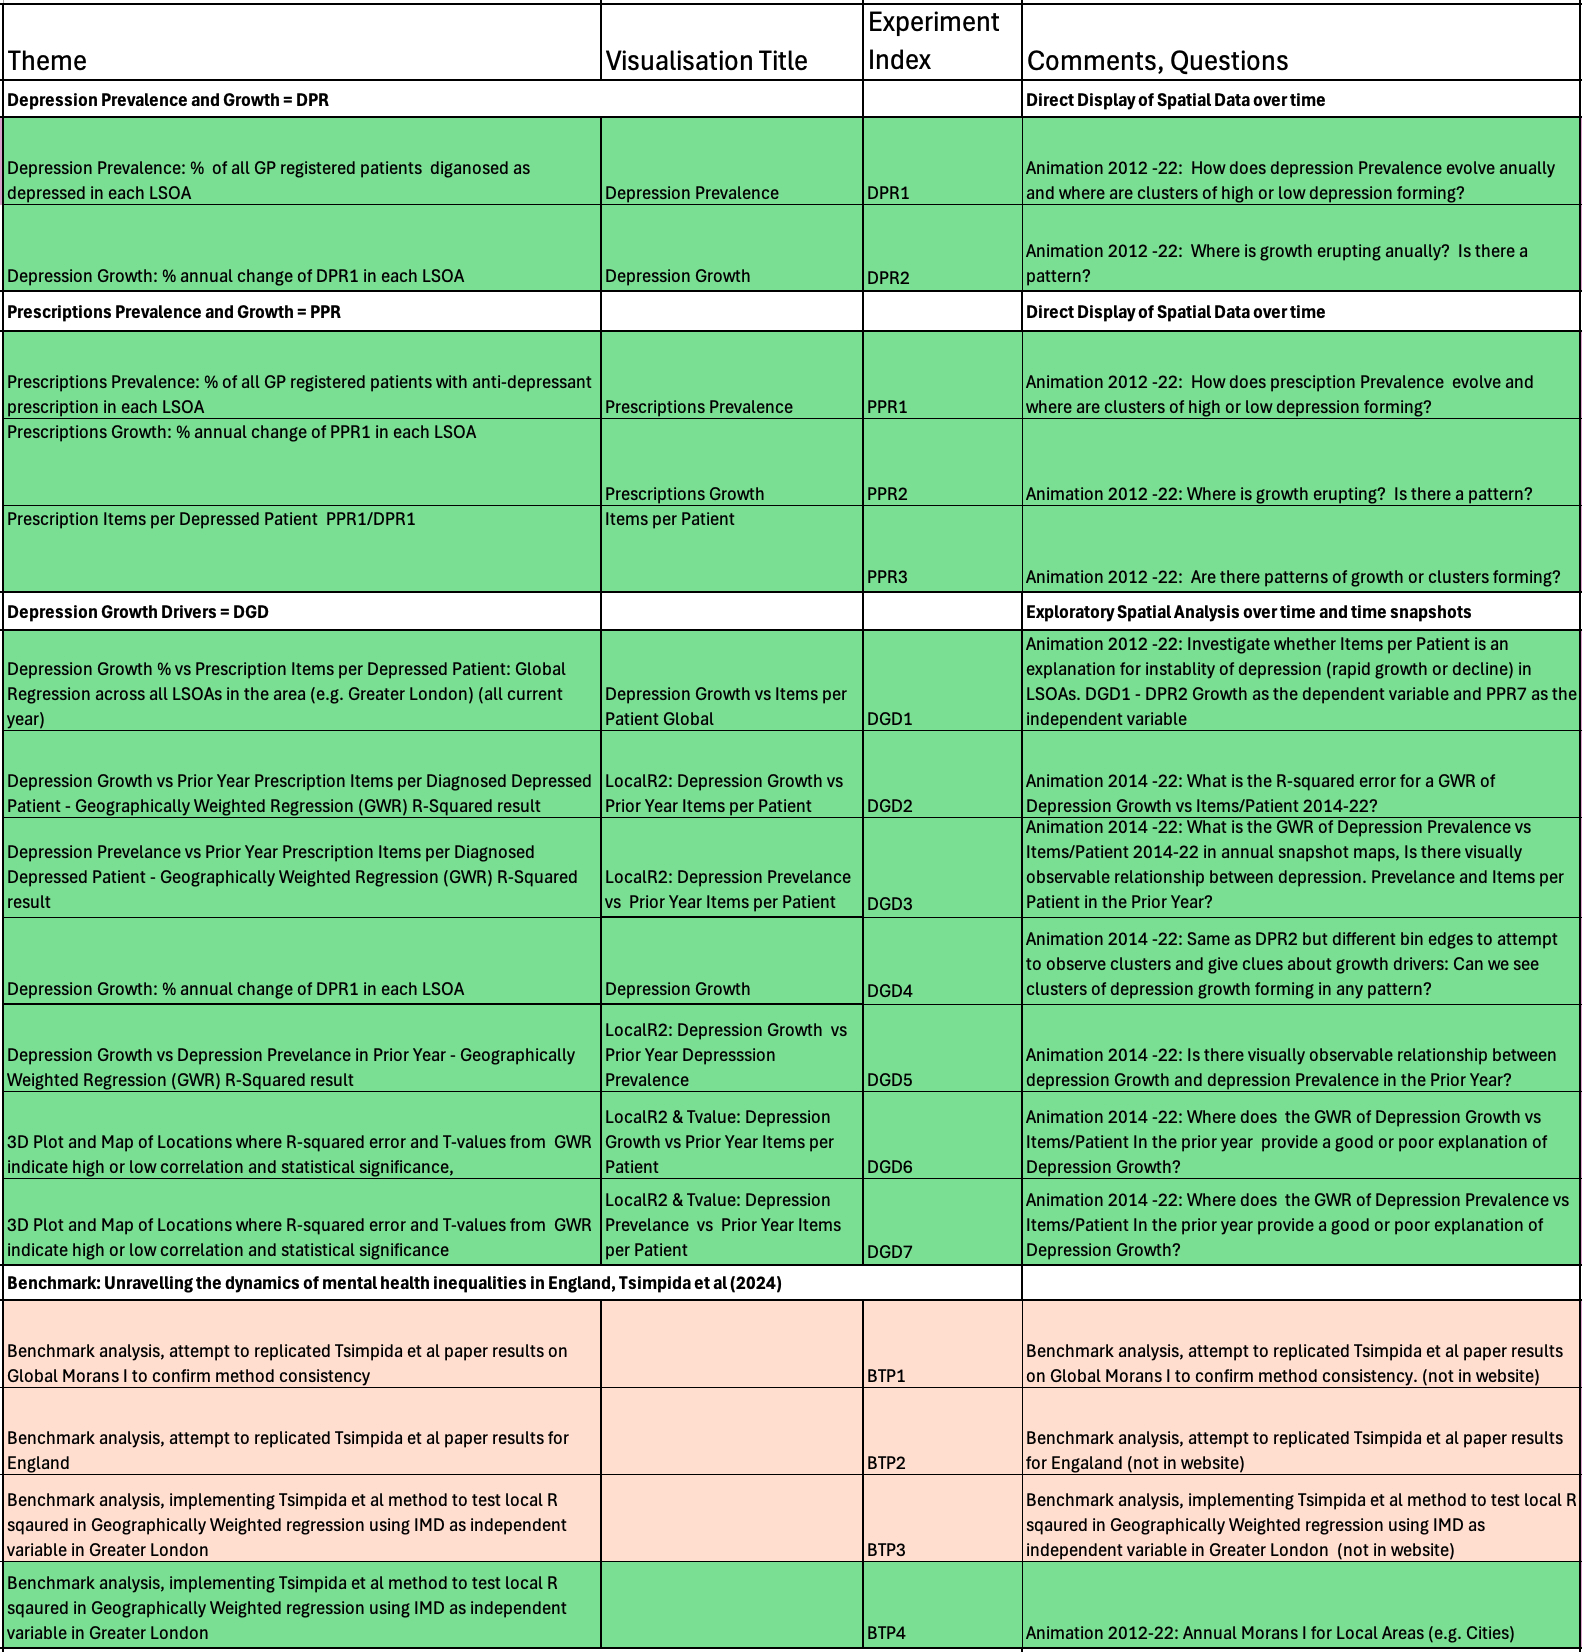 Theme
Visualisation Title
Experiment
Index
Comments, Questions
Depression Prevalence and Growth = DPR
Direct Display of Spatial Data over time
Depression Prevalence: %  of all GP registered patients  diganosed as
depressed in each LSOA
Depression Prevalence
DPR1
Animation 2012 -22:  How does depression Prevalence evolve anually
and where are clusters of high or low depression forming?
Depression Growth: % annual change of DPR1 in each LSOA
Depression Growth
DPR2
Animation 2012 -22:  Where is growth erupting anually?  Is there a
pattern?
Prescriptions Prevalence and Growth = PPR
Direct Display of Spatial Data over time
Prescriptions Prevalence: % of all GP registered patients with anti-depressant
prescription in each LSOA
Prescriptions Prevalence
PPR1
Animation 2012 -22:  How does presciption Prevalence  evolve and
where are clusters of high or low depression forming?
Prescriptions Growth: % annual change of PPR1 in each LSOA
Prescriptions Growth
PPR2
Animation 2012 -22: Where is growth erupting?  Is there a pattern?
Prescription Items per Depressed Patient  PPR1/DPR1
Items per Patient
PPR3
Animation 2012 -22:  Are there patterns of growth or clusters forming?
Depression Growth Drivers = DGD
Exploratory Spatial Analysis over time and time snapshots
Depression Growth % vs Prescription Items per Depressed Patient: Global
Regression across all LSOAs in the area (e.g. Greater London) (all current
year)
Depression Growth vs Items per
Patient Global
DGD1
Animation 2012 -22: Investigate whether Items per Patient is an
explanation for instablity of depression (rapid growth or decline) in
LSOAs. DGD1 - DPR2 Growth as the dependent variable and PPR7 as the
independent variable
Depression Growth vs Prior Year Prescription Items per Diagnosed Depressed
Patient - Geographically Weighted Regression (GWR) R-Squared result
LocalR2: Depression Growth vs
Prior Year Items per Patient
DGD2
Animation 2014 -22: What is the R-squared error for a GWR of
Depression Growth vs Items/Patient 2014-22?
Depression Prevelance vs Prior Year Prescription Items per Diagnosed
Depressed Patient - Geographically Weighted Regression (GWR) R-Squared
result
LocalR2: Depression Prevelance
vs  Prior Year Items per Patient
DGD3
Animation 2014 -22: What is the GWR of Depression Prevalence vs
Items/Patient 2014-22 in annual snapshot maps, Is there visually
observable relationship between depression. Prevelance and Items per
Patient in the Prior Year?
Depression Growth: % annual change of DPR1 in each LSOA
Depression Growth
DGD4
Animation 2014 -22: Same as DPR2 but different bin edges to attempt
to observe clusters and give clues about growth drivers: Can we see
clusters of depression growth forming in any pattern?
Depression Growth vs Depression Prevelance in Prior Year - Geographically
Weighted Regression (GWR) R-Squared result
LocalR2: Depression Growth  vs
Prior Year Depresssion
Prevalence
DGD5
Animation 2014 -22: Is there visually observable relationship between
depression Growth and depression Prevalence in the Prior Year?
3D Plot and Map of Locations where R-squared error and T-values from  GWR
indicate high or low correlation and statistical significance,
LocalR2 & Tvalue: Depression
Growth vs Prior Year Items per
Patient
DGD6
Animation 2014 -22: Where does  the GWR of Depression Growth vs
Items/Patient In the prior year  provide a good or poor explanation of
Depression Growth?
3D Plot and Map of Locations where R-squared error and T-values from  GWR
indicate high or low correlation and statistical significance
LocalR2 & Tvalue: Depression
Prevelance  vs  Prior Year Items
per Patient
DGD7
Animation 2014 -22: Where does  the GWR of Depression Prevalence vs
Items/Patient In the prior year provide a good or poor explanation of
Depression Growth?
Benchmark: Unravelling the dynamics of mental health inequalities in England, Tsimpida et al (2024)
Benchmark analysis, attempt to replicated Tsimpida et al paper results on
Global Morans I to confirm method consistency
BTP1
Benchmark analysis, attempt to replicated Tsimpida et al paper results
on Global Morans I to confirm method consistency. (not in website)
Benchmark analysis, attempt to replicated Tsimpida et al paper results for
England
BTP2
Benchmark analysis, attempt to replicated Tsimpida et al paper results
for Engaland (not in website)
Benchmark analysis, implementing Tsimpida et al method to test local R
sqaured in Geographically Weighted regression using IMD as independent
variable in Greater London
BTP3
Benchmark analysis, implementing Tsimpida et al method to test local R
sqaured in Geographically Weighted regression using IMD as
independent variable in Greater London  (not in website)
Benchmark analysis, implementing Tsimpida et al method to test local R
sqaured in Geographically Weighted regression using IMD as independent
variable in Greater London
BTP4
Animation 2012-22: Annual Morans I for Local Areas (e.g. Cities)